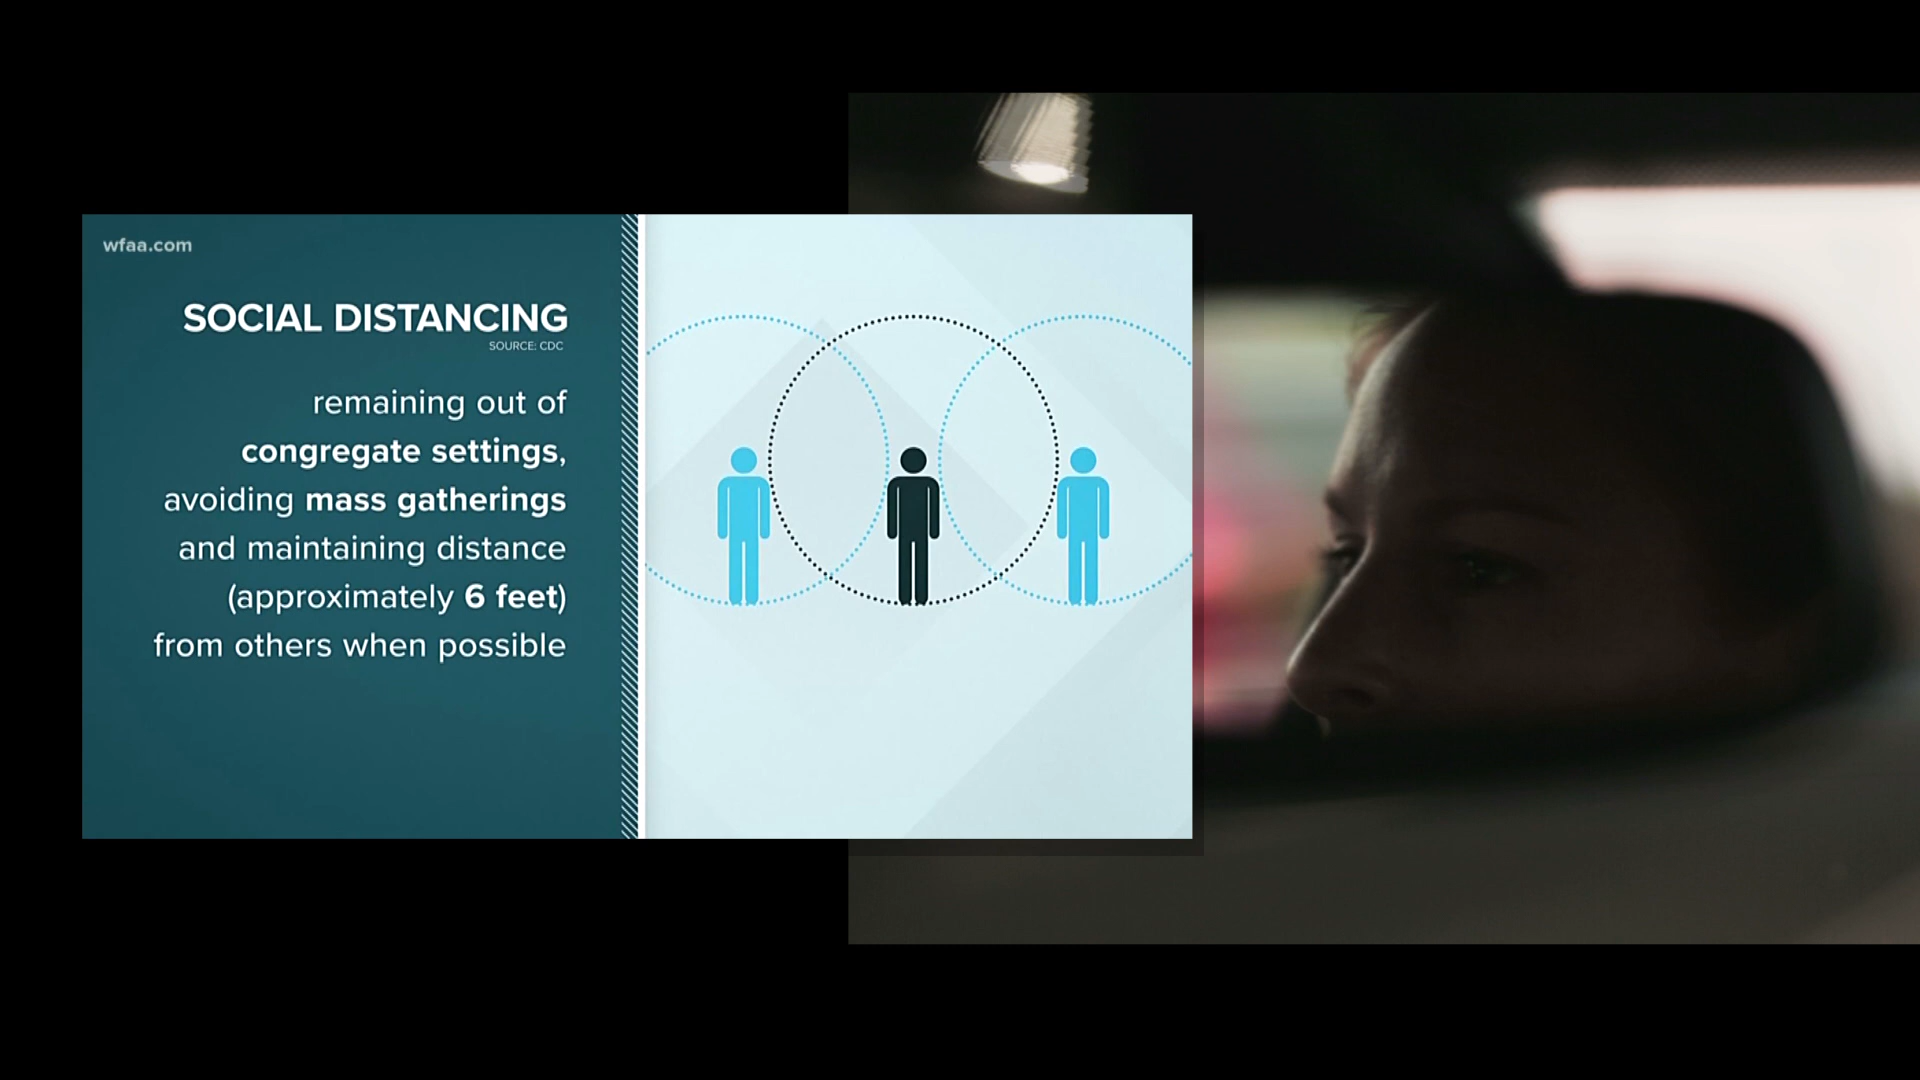 wfaa.com
SOCIAL DISTANCING
SOURCE: CDC
remaining out of
congregate settings,
avoiding mass gatherings
and maintaining distance
(approximately 6 feet)
from others when possible